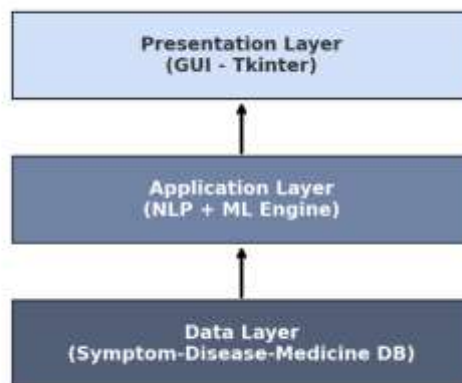 Presentation Layer
(GUI - Tkinter)
Application Layer
(NLP + ML Engine)
Data Layer
(Symptom-Disease-Medicine DB)